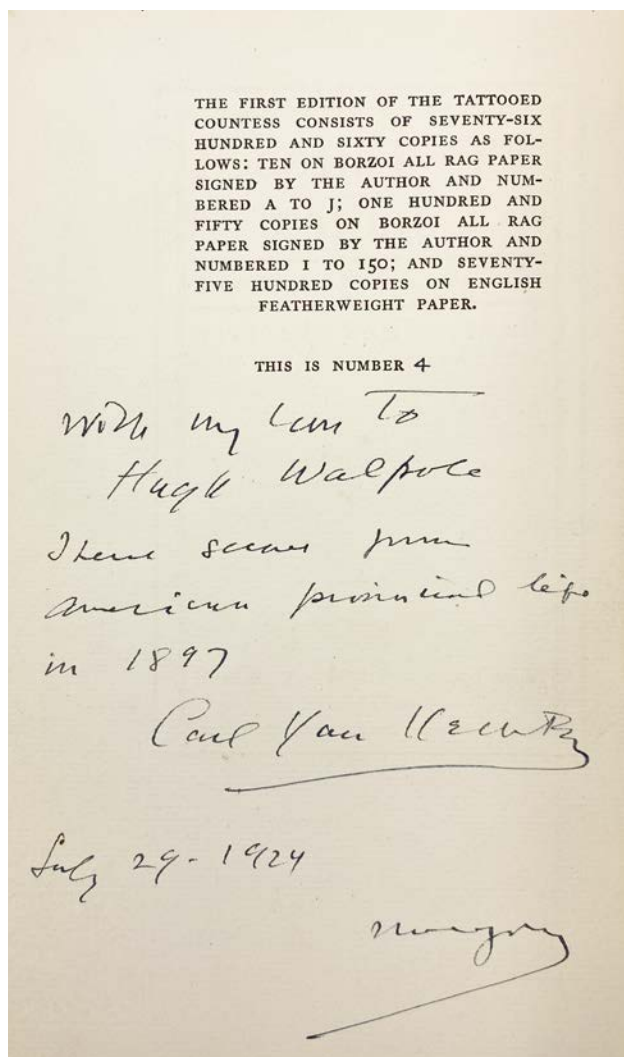 THE FIRST EDITION OF THE TATTOOED
COUNTESS CONSISTS OF SEVENTY-SIX
HUNDRED AND SIXTY COPIES AS FOL-
LOWS: TEN ON BORZOI ALL RAG PAPER
SIGNED BY THE AUTHOR AND NUM-
BERED A TO J; ONE HUNDRED AND
FIFTY COPIES ON BORZOI ALL RAG
PAPER SIGNED BY THE AUTHOR AND
NUMBERED 1 TO 150; AND SEVENTY-
FIVE HUNDRED COPIES ON ENGLISH
FEATHERWEIGHT PAPER.
THIS IS NUMBER 4
With my love To
Hugh Walpole
These scenes from
American provincial life
in 1897
Carl Van Vechten
July 29 - 1924